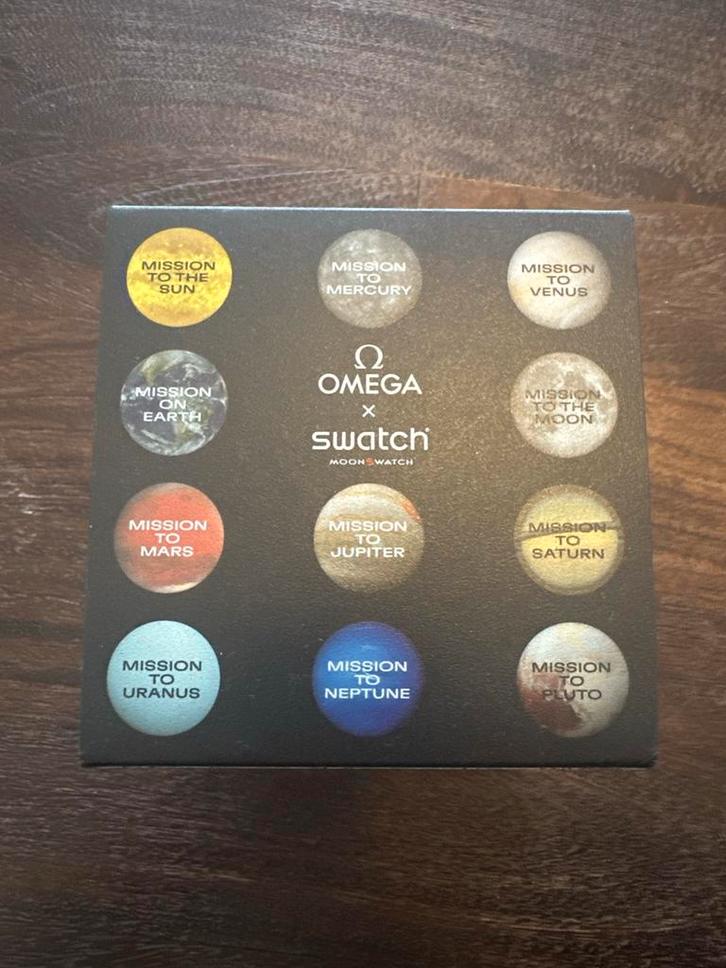 MISSION
TO THE
SUN
MISSION
TO
MERCURY
MISSION
TO
VENUS
MISSION
ON
EARTH
Ω
OMEGA
×
swatch
MOONSWATCH
MISSION
TO THE
MOON
MISSION
TO
MARS
MISSION
TO
JUPITER
MISSION
TO
SATURN
MISSION
TO
URANUS
MISSION
TO
NEPTUNE
MISSION
TO
PLUTO